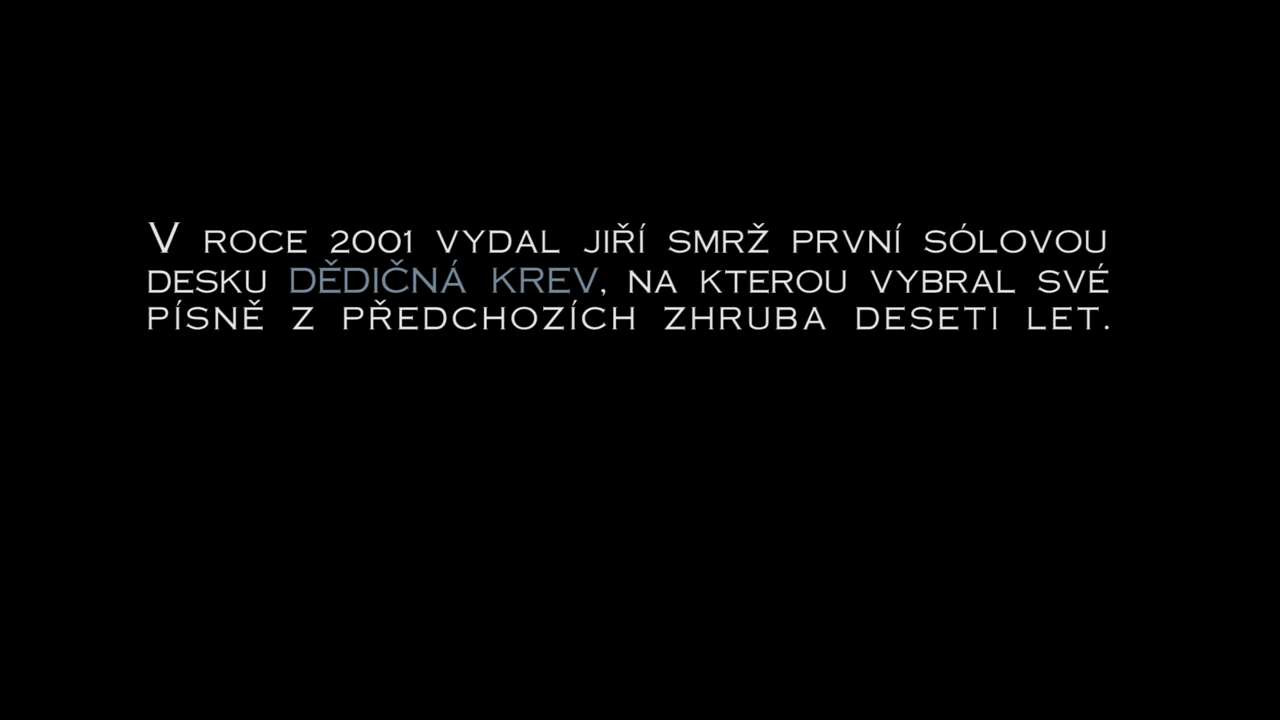 V ROCE 2001 VYDAL JIŘÍ SMRŽ PRVNÍ SÓLOVOU
DESKU DĚDIČNÁ KREV, NA KTEROU VYBRAL SVÉ
PÍSNĚ Z PŘEDCHOZÍCH ZHRUBA DESETI LET.